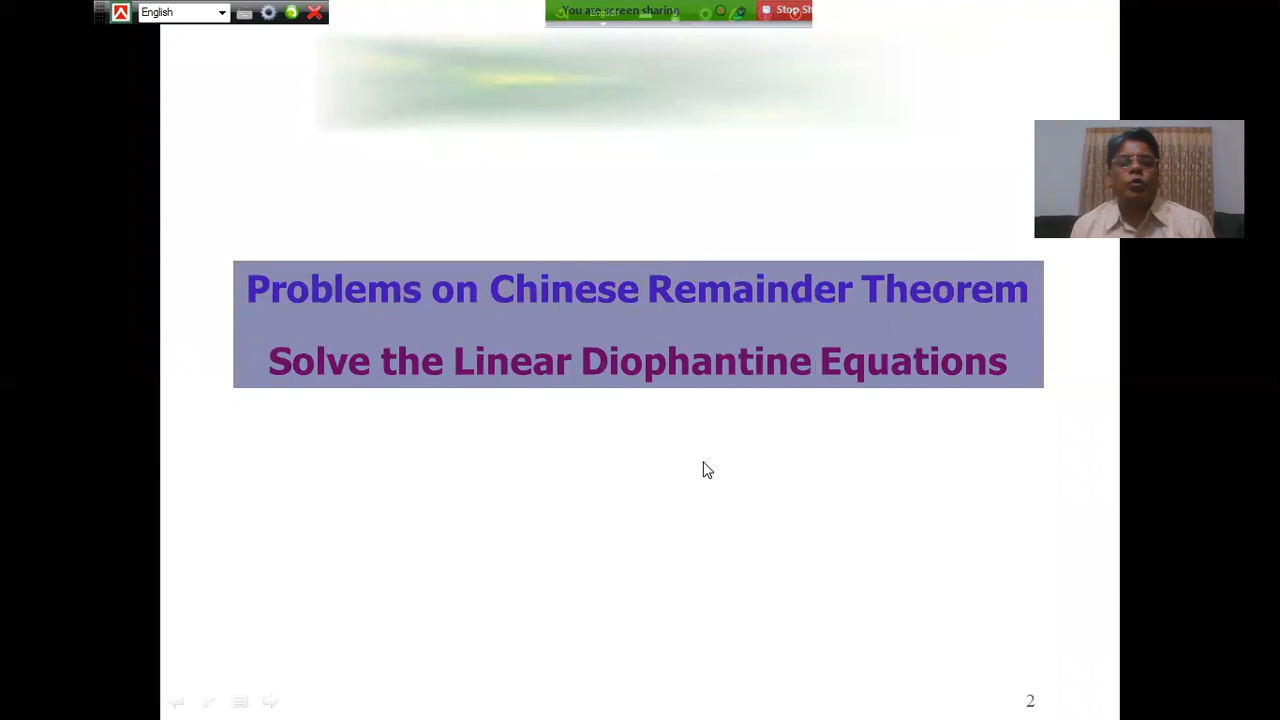 English
You are screen sharing
Stop Sh
Problems on Chinese Remainder Theorem
Solve the Linear Diophantine Equations
2